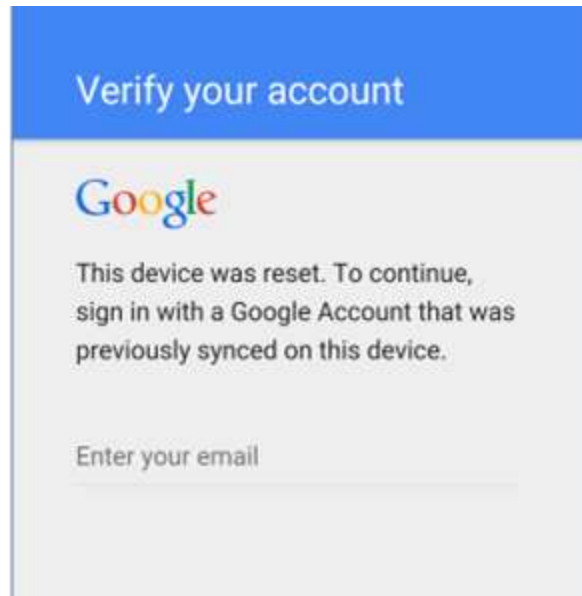 Verify your account
Google
This device was reset. To continue,
sign in with a Google Account that was
previously synced on this device.
Enter your email